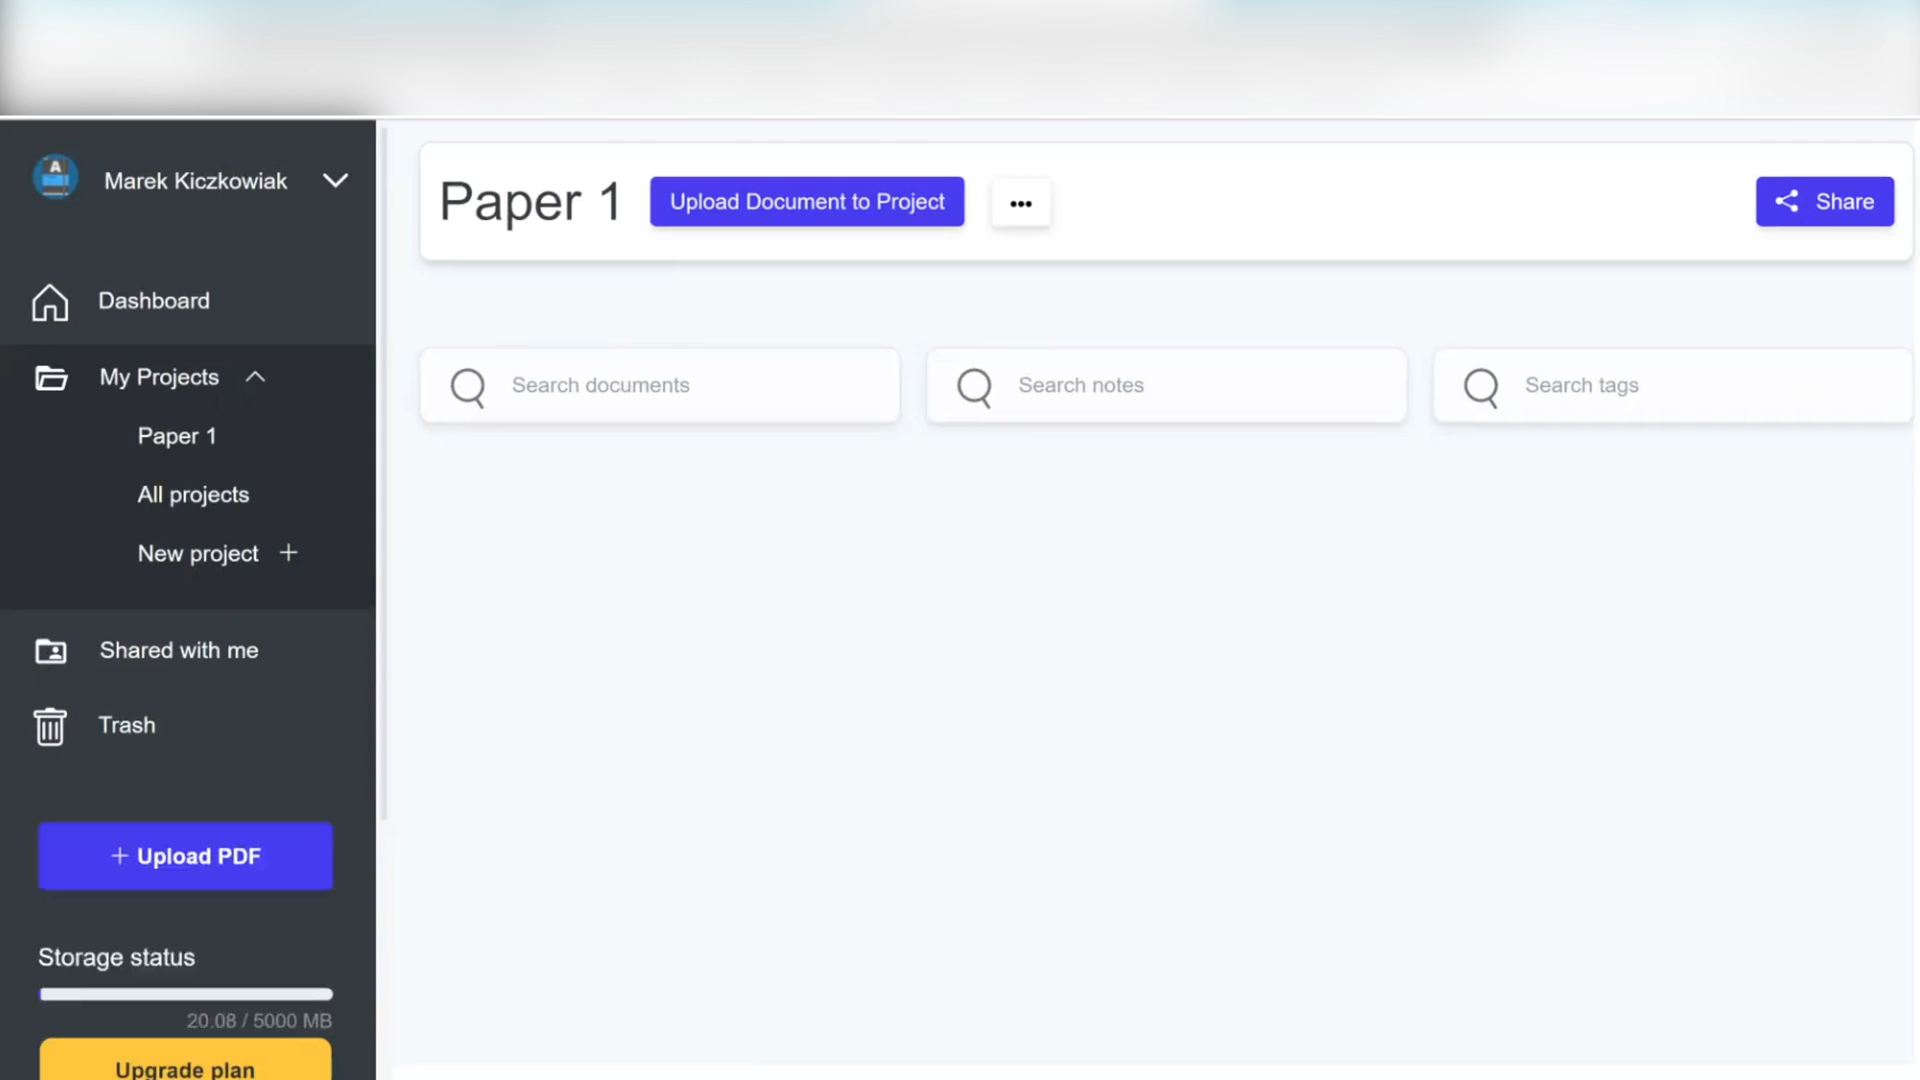 A
Marek Kiczkowiak
Dashboard
My Projects
Paper 1
All projects
New project +
Shared with me
Trash
+ Upload PDF
Storage status
20.08 / 5000 MB
Upgrade plan
Paper 1
Upload Document to Project
•••
Share
Search documents
Search notes
Search tags